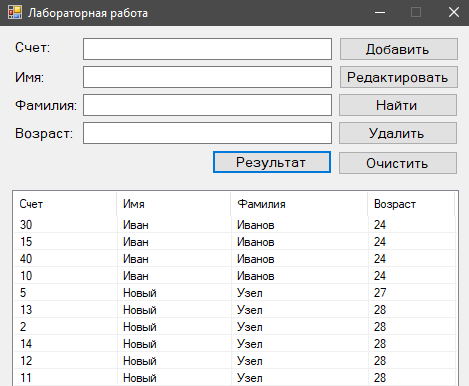 Лабораторная работа
Счет: Добавить
Имя: Редактировать
Фамилия: Найти
Возраст: Удалить
Результат Очистить
Счет Имя Фамилия Возраст
30 Иван Иванов 24
15 Иван Иванов 24
40 Иван Иванов 24
10 Иван Иванов 24
5 Новый Узел 27
13 Новый Узел 28
2 Новый Узел 28
14 Новый Узел 28
12 Новый Узел 28
11 Новый Узел 28